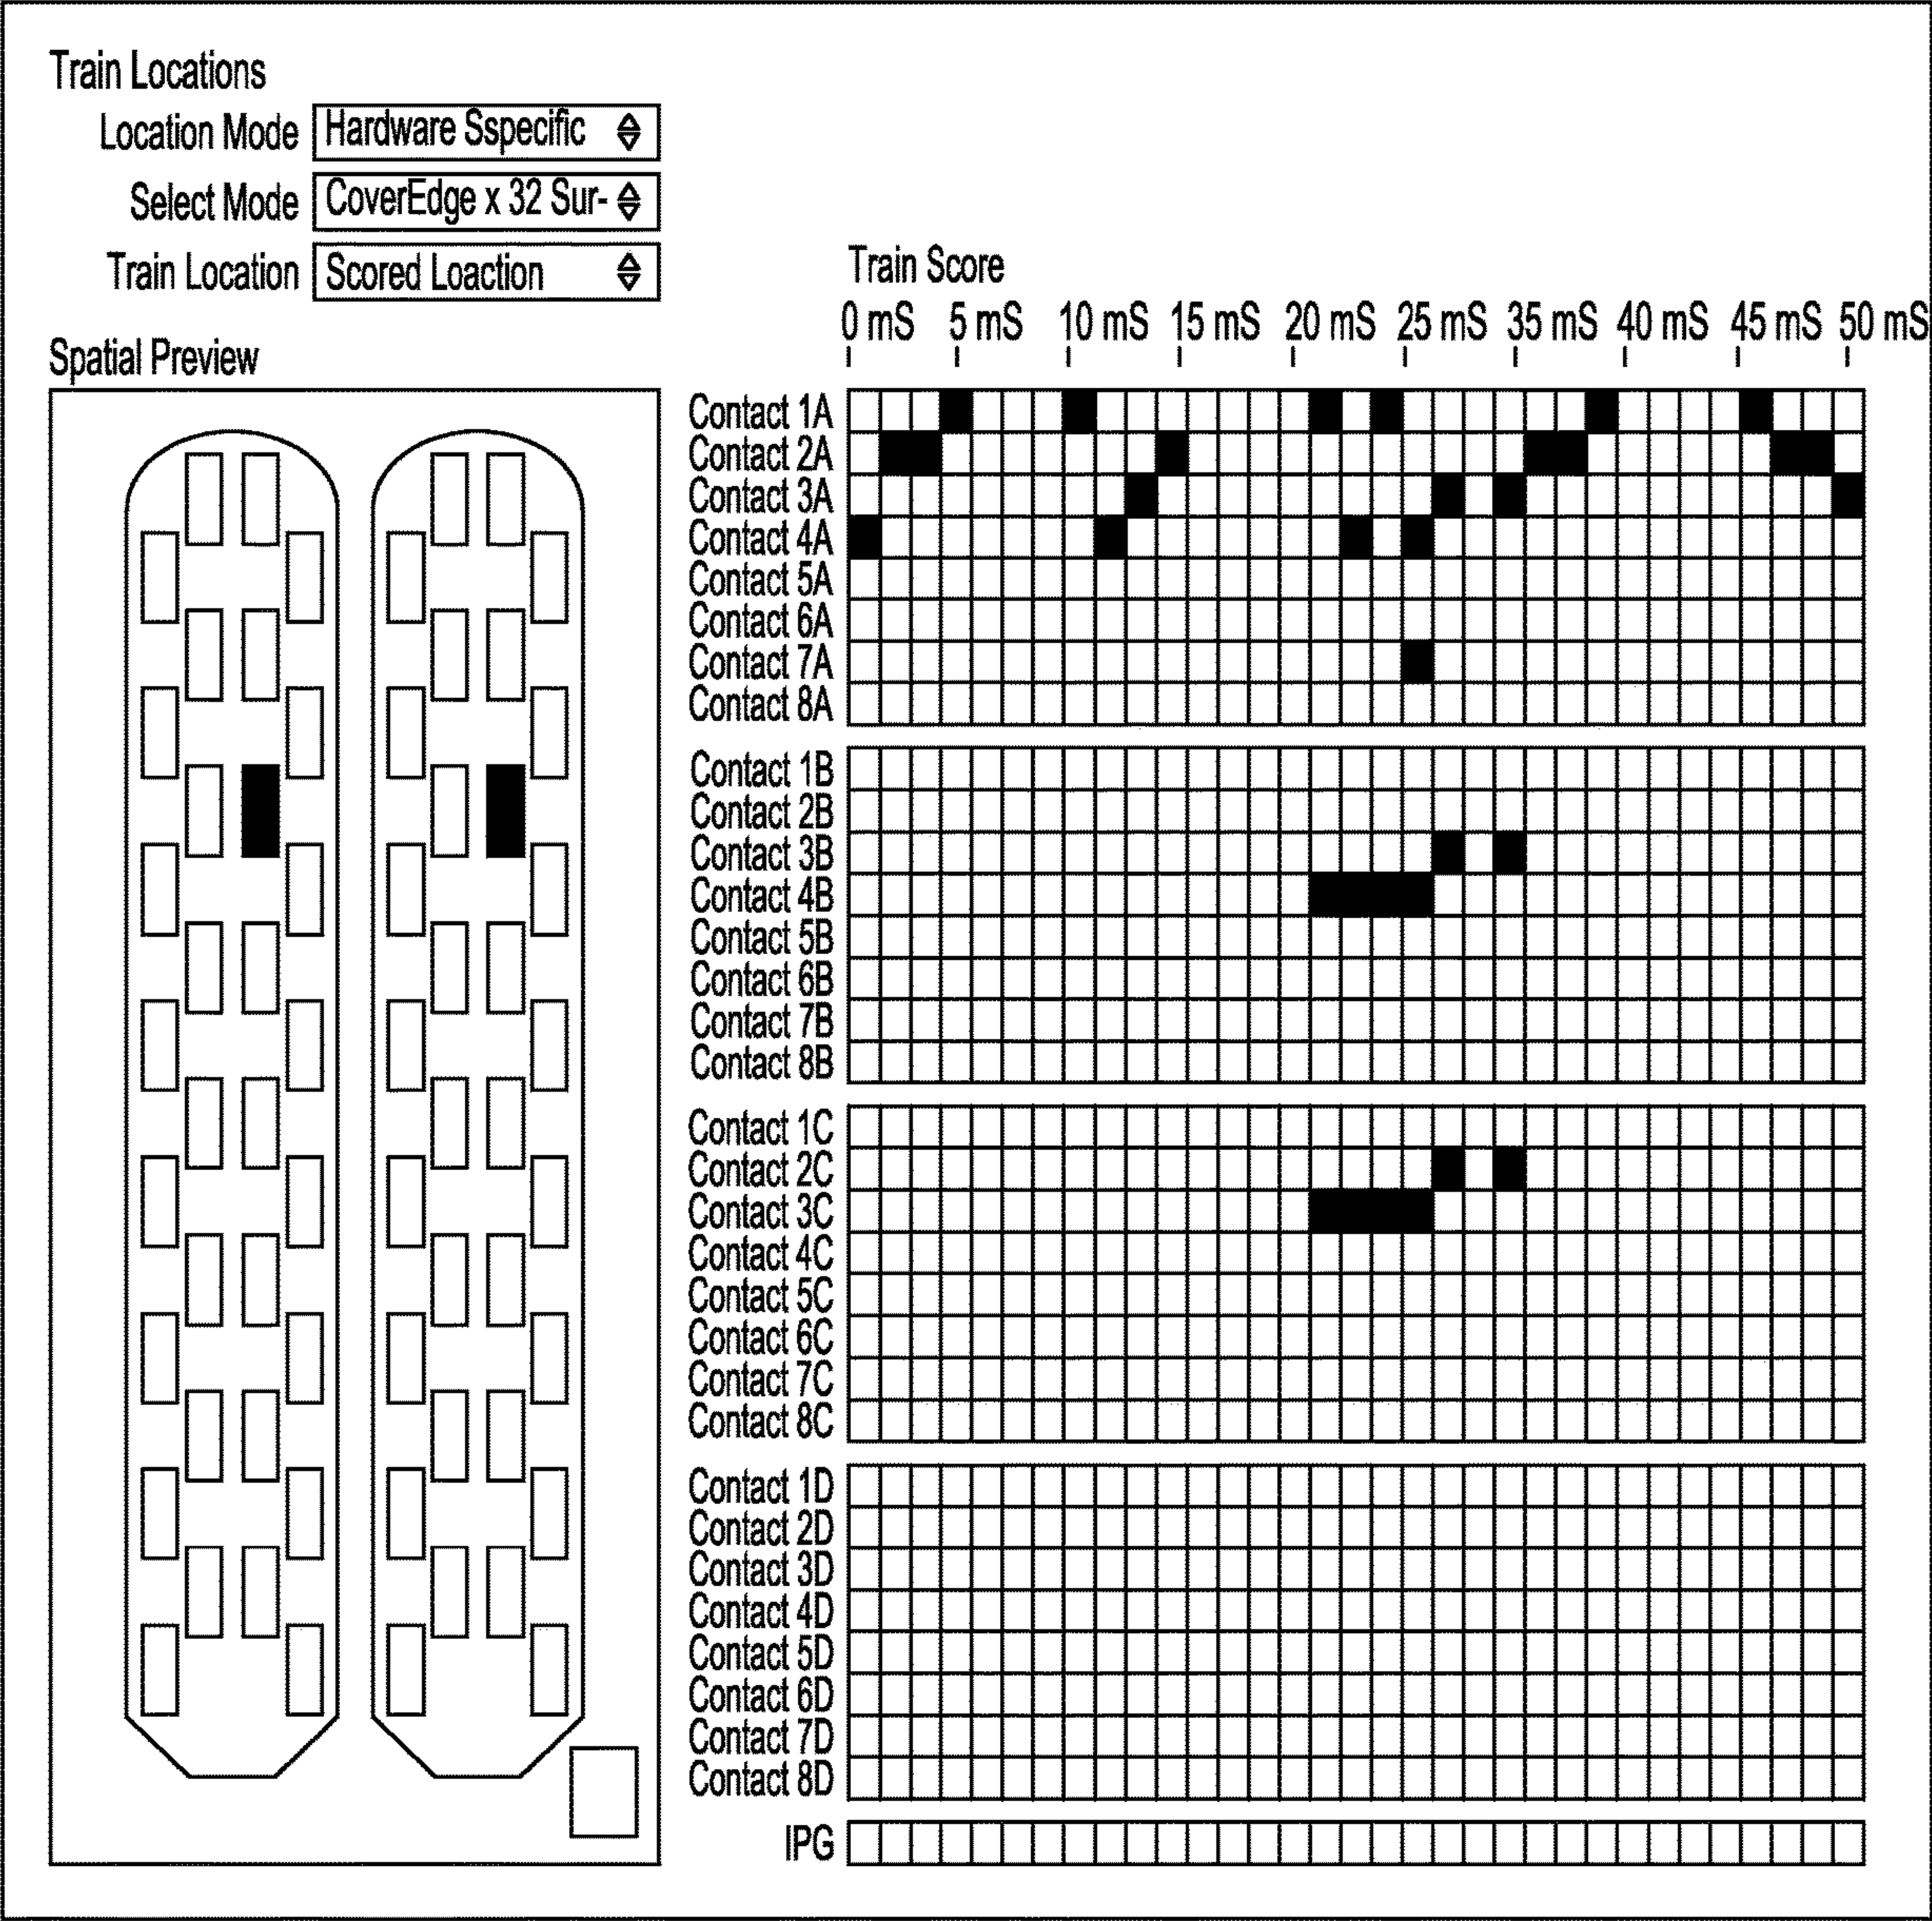 Train Locations
Location Mode Hardware Sspecific
Select Mode CoverEdge x 32 Sur-
Train Location Scored Loaction
Spatial Preview
Train Score
0 mS 5 mS 10 mS 15 mS 20 mS 25 mS 35 mS 40 mS 45 mS 50 mS
Contact 1A
Contact 2A
Contact 3A
Contact 4A
Contact 5A
Contact 6A
Contact 7A
Contact 8A
Contact 1B
Contact 2B
Contact 3B
Contact 4B
Contact 5B
Contact 6B
Contact 7B
Contact 8B
Contact 1C
Contact 2C
Contact 3C
Contact 4C
Contact 5C
Contact 6C
Contact 7C
Contact 8C
Contact 1D
Contact 2D
Contact 3D
Contact 4D
Contact 5D
Contact 6D
Contact 7D
Contact 8D
IPG